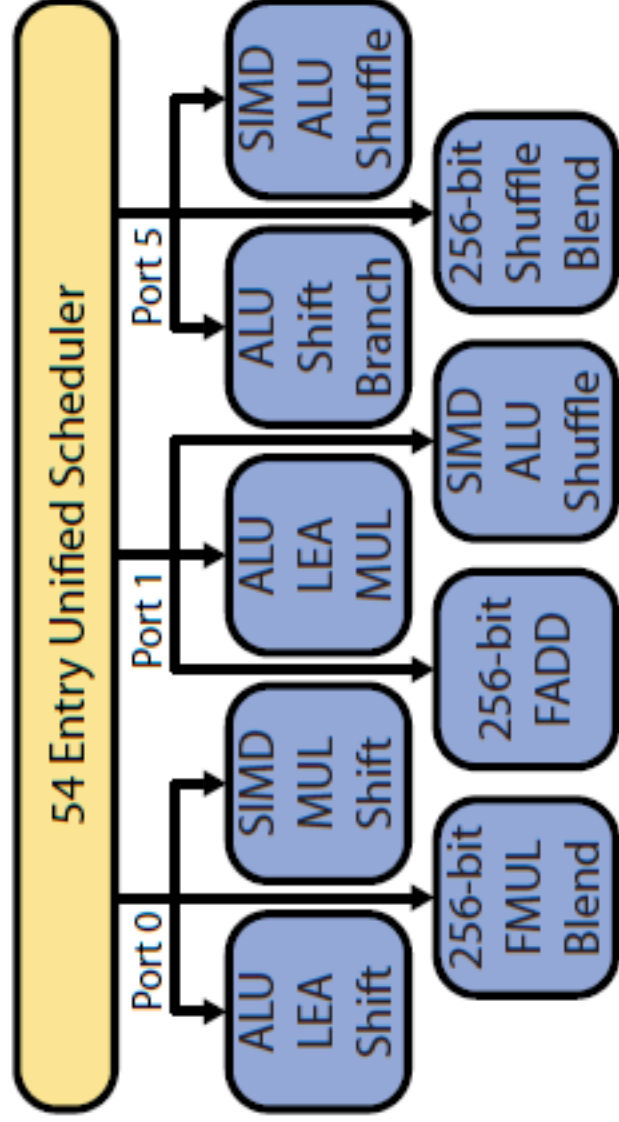 54 Entry Unified Scheduler
Port 0
Port 1
Port 5
ALU
LEA
Shift
SIMD
MUL
Shift
ALU
LEA
MUL
ALU
Shift
Branch
SIMD
ALU
Shuffle
256-bit
FMUL
Blend
256-bit
FADD
SIMD
ALU
Shuffle
256-bit
Shuffle
Blend